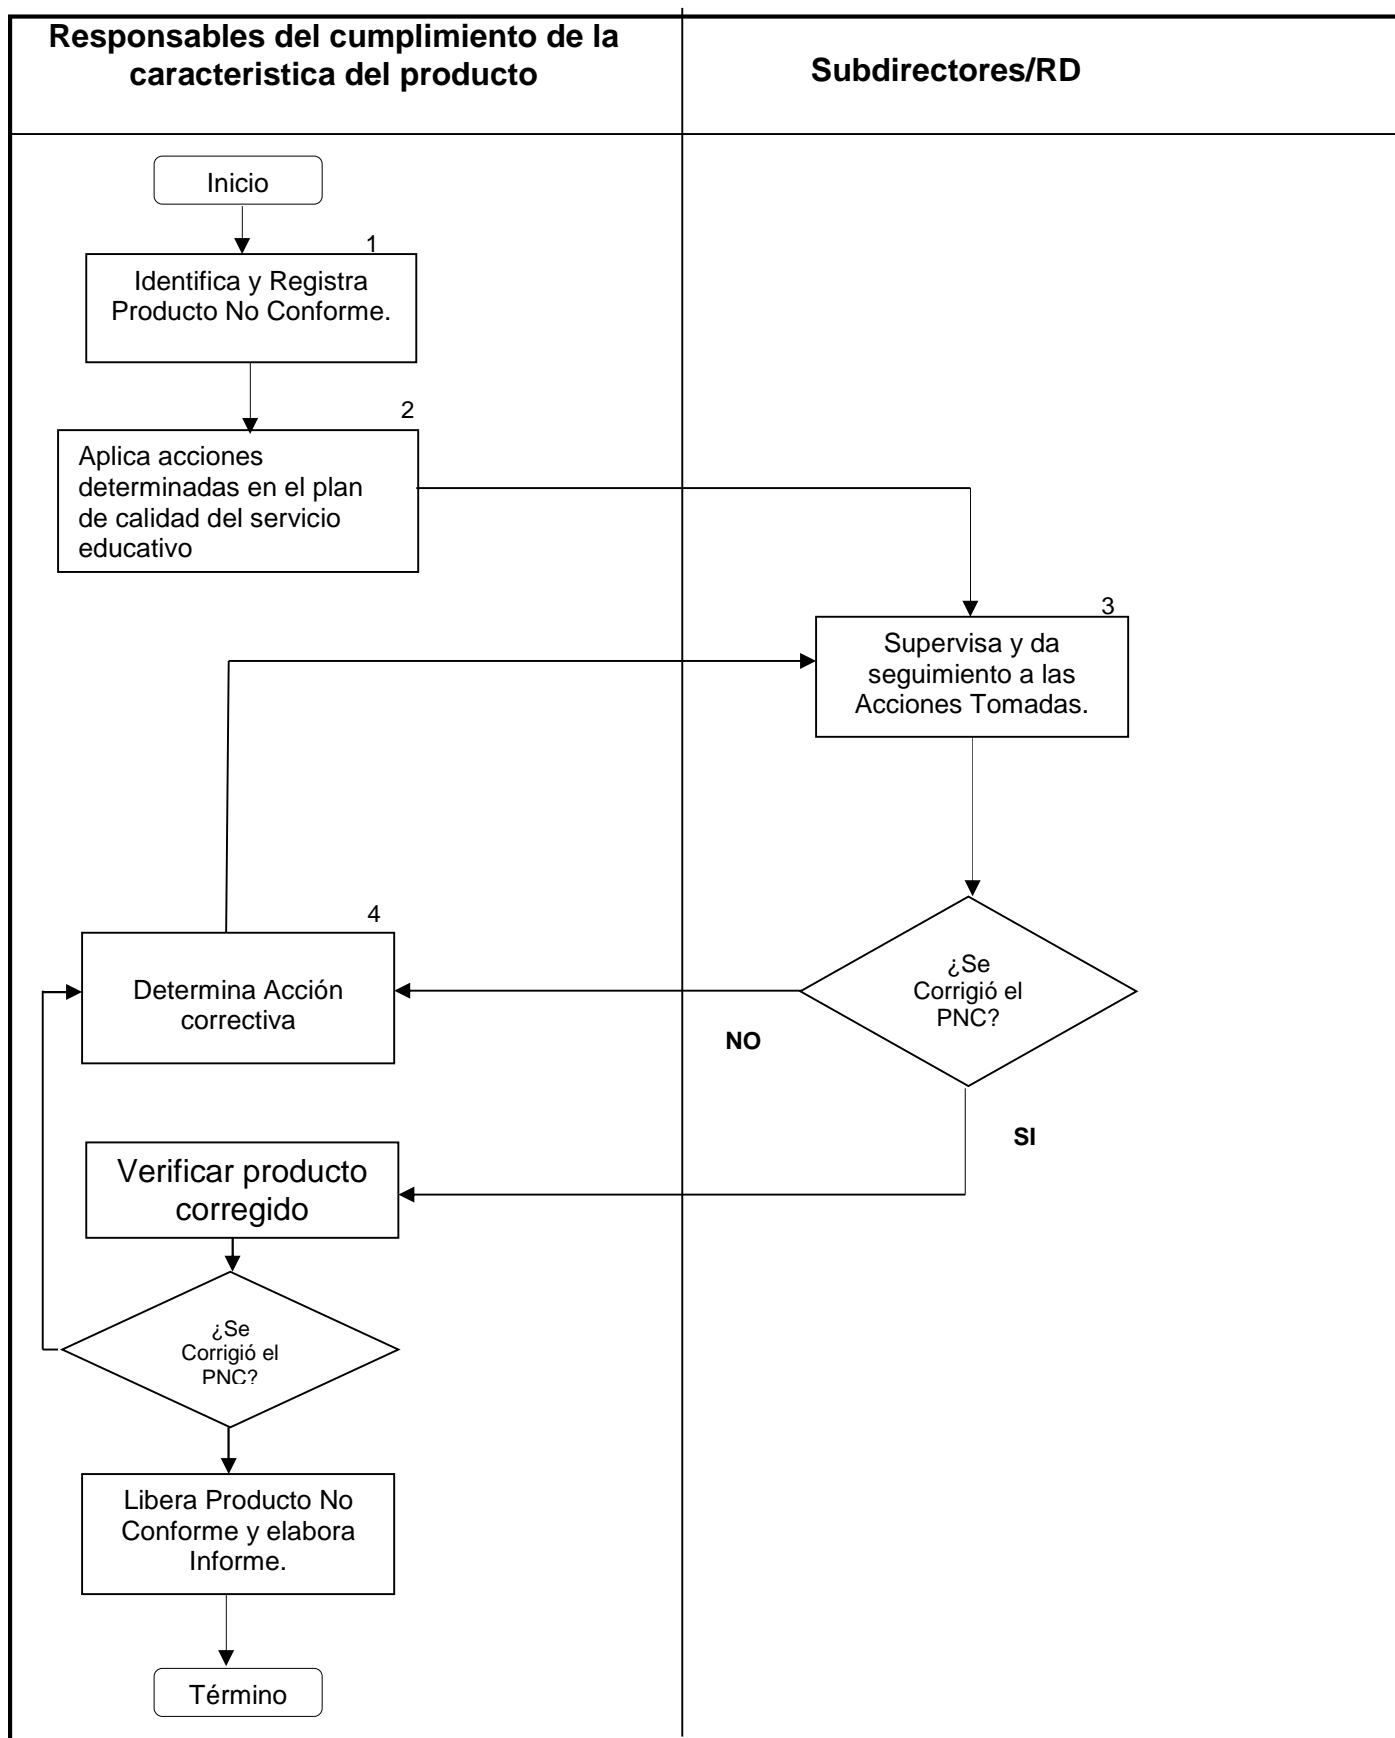 Responsables del cumplimiento de la
caracteristica del producto
Subdirectores/RD
Inicio
1
Identifica y Registra
Producto No Conforme.
2
Aplica acciones
determinadas en el plan
de calidad del servicio
educativo
3
Supervisa y da
seguimiento a las
Acciones Tomadas.
4
Determina Acción
correctiva
¿Se
Corrigió el
PNC?
NO
SI
Verificar producto
corregido
¿Se
Corrigió el
PNC?
Libera Producto No
Conforme y elabora
Informe.
Término